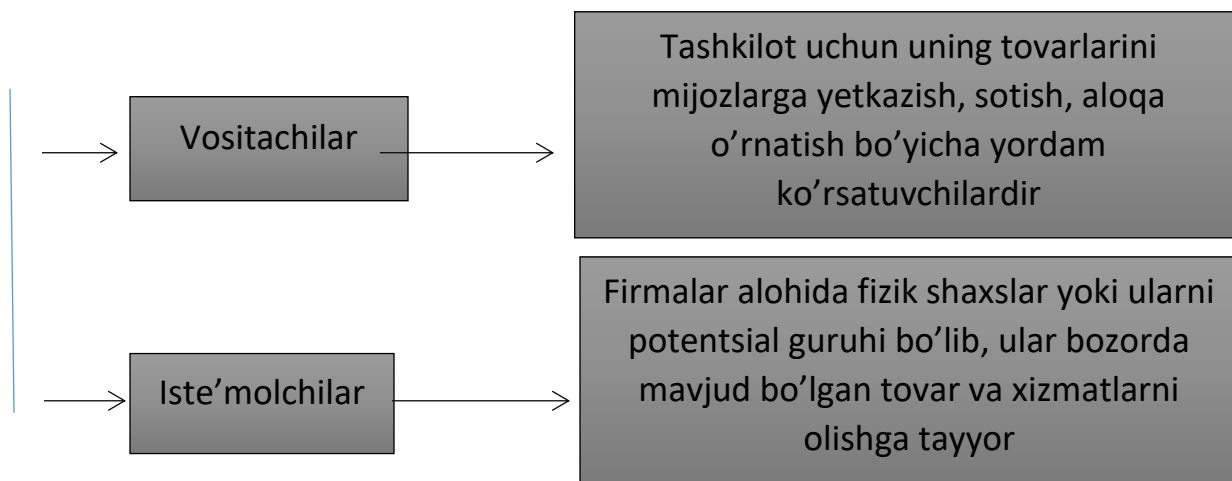 Vositachilar
Tashkilot uchun uning tovarlarini
mijozlarga yetkazish, sotish, aloqa
o’rnatish bo’yicha yordam
ko’rsatuvchilardir
Iste’molchilar
Firmalar alohida fizik shaxslar yoki ularni
potentsial guruhi bo’lib, ular bozorda
mavjud bo’lgan tovar va xizmatlarni
olishga tayyor